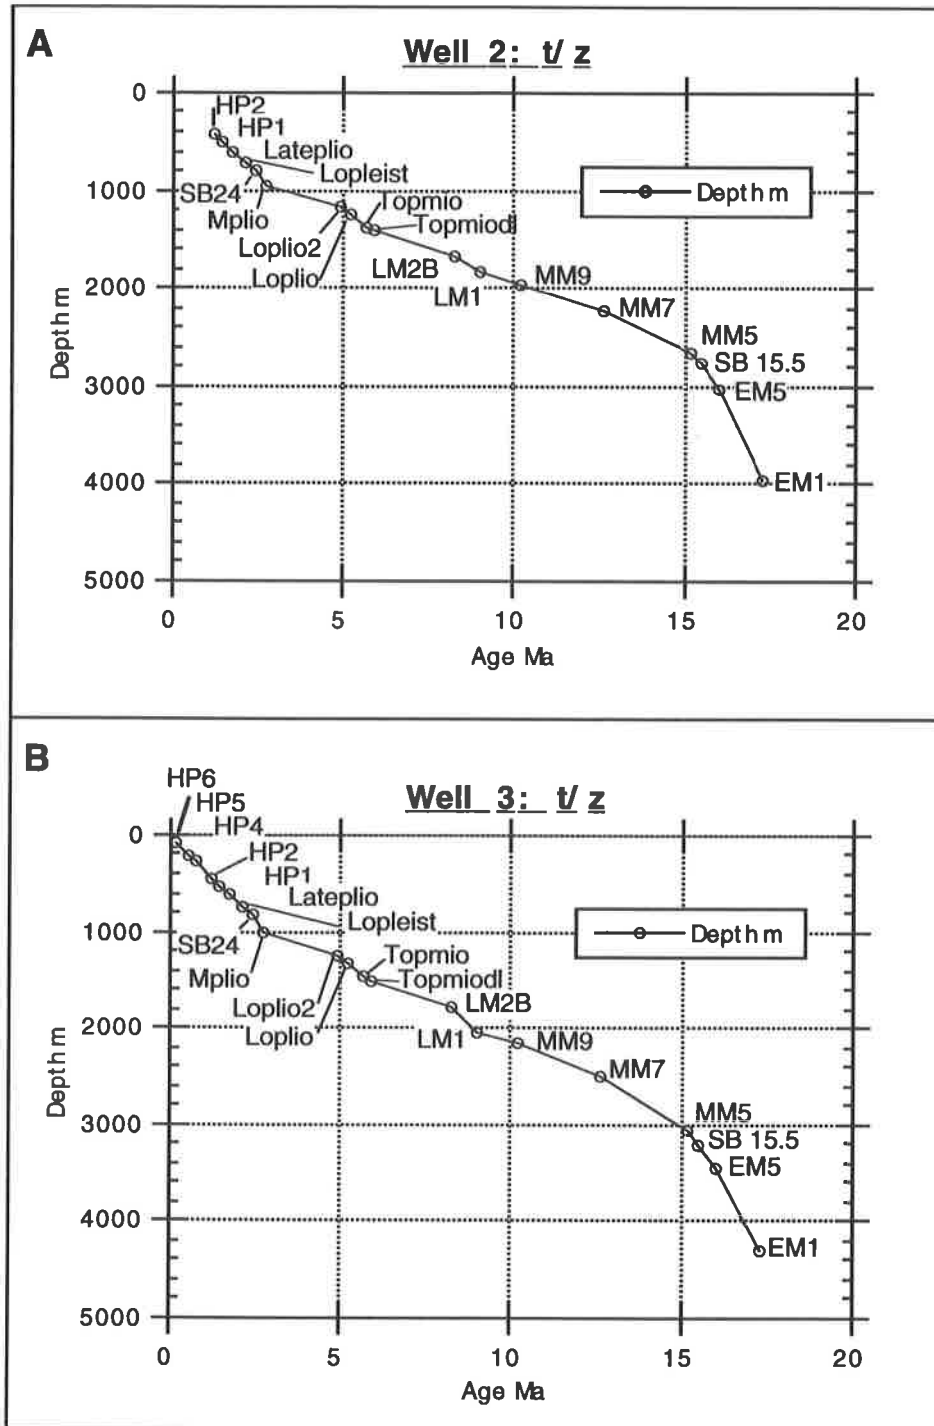 A
Well 2: t/ z
0
HP2
HP1
Lateplio
Lopleist
1000
SB24
Mplio
Topmio
Topmiodl
Loplio2
Loplio
LM2B
LM1
MM9
2000
MM7
MM5
SB 15.5
3000
EM5
4000
EM1
5000
Depth m
Depth m
0 5 10 15 20
Age Ma
B
HP6
HP5
HP4
Well 3: t/ z
0
HP2
HP1
Lateplio
Lopleist
1000
SB24
Mplio
Topmio
Topmiodl
Loplio2
Loplio
LM2B
2000
LM1
MM9
MM7
MM5
3000
SB 15.5
EM5
4000
EM1
5000
Depth m
Depth m
0 5 10 15 20
Age Ma